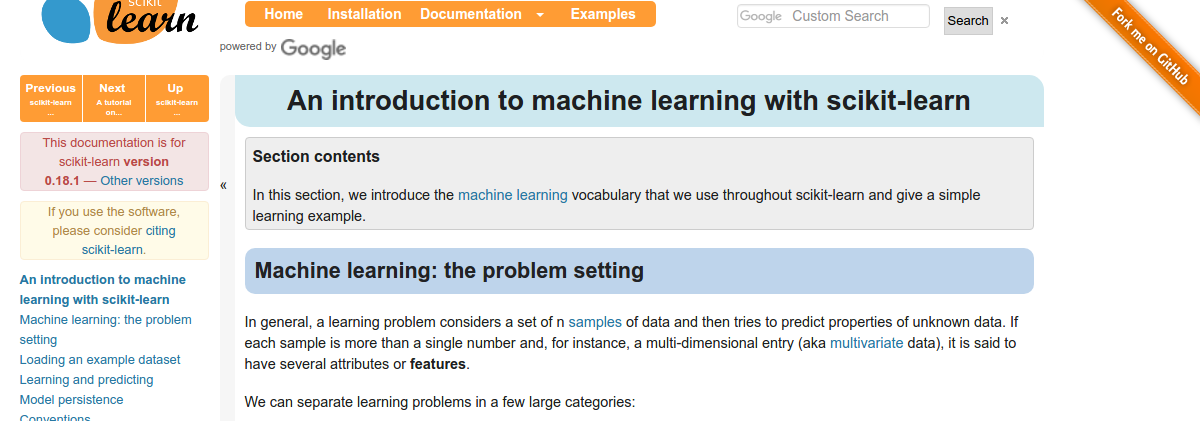 scikit
learn
Home Installation Documentation Examples
Google Custom Search Search ×
powered by Google
Fork me on GitHub
Previous Next Up
scikit-learn A tutorial scikit-learn
... on... ...
This documentation is for
scikit-learn version
0.18.1 — Other versions
If you use the software,
please consider citing
scikit-learn.
An introduction to machine
learning with scikit-learn
Machine learning: the problem
setting
Loading an example dataset
Learning and predicting
Model persistence
Conventions
«
An introduction to machine learning with scikit-learn
Section contents
In this section, we introduce the machine learning vocabulary that we use throughout scikit-learn and give a simple
learning example.
Machine learning: the problem setting
In general, a learning problem considers a set of n samples of data and then tries to predict properties of unknown data. If
each sample is more than a single number and, for instance, a multi-dimensional entry (aka multivariate data), it is said to
have several attributes or features.
We can separate learning problems in a few large categories: